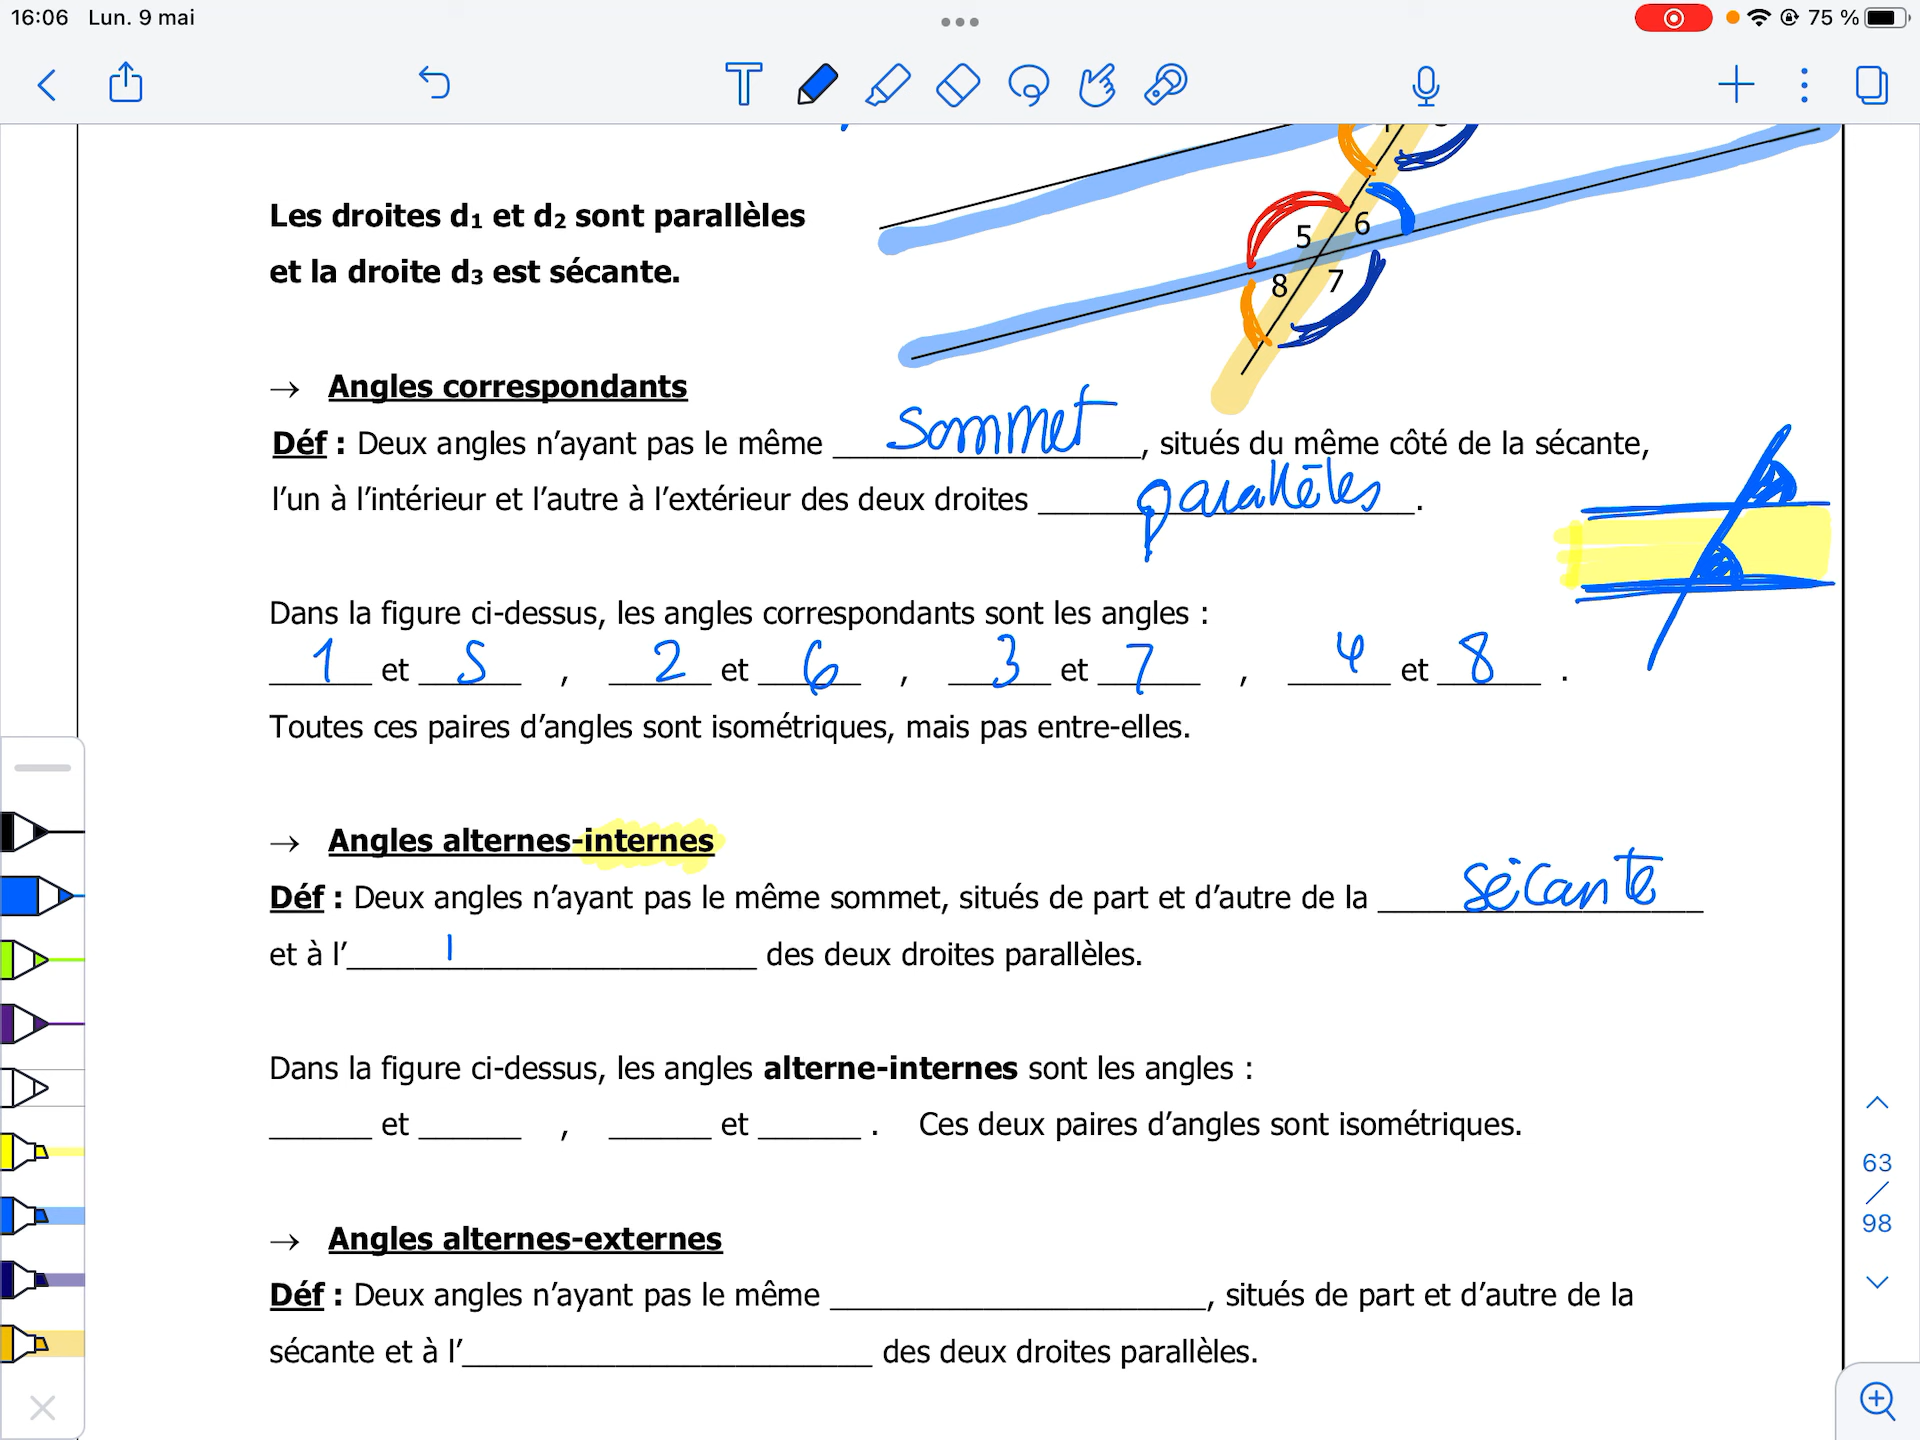 16:06 Lun. 9 mai 75 %
T
5 6
8 7
Les droites d₁ et d₂ sont parallèles
et la droite d₃ est sécante.
→ Angles correspondants
Déf : Deux angles n’ayant pas le même sommet, situés du même côté de la sécante,
l’un à l’intérieur et l’autre à l’extérieur des deux droites parallèles.
Dans la figure ci-dessus, les angles correspondants sont les angles :
1 et 5 , 2 et 6 , 3 et 7 , 4 et 8 .
Toutes ces paires d’angles sont isométriques, mais pas entre-elles.
→ Angles alternes-internes
Déf : Deux angles n’ayant pas le même sommet, situés de part et d’autre de la sécante
et à l’ı____________ des deux droites parallèles.
Dans la figure ci-dessus, les angles alterne-internes sont les angles :
______ et ______ , ______ et ______ . Ces deux paires d’angles sont isométriques.
→ Angles alternes-externes
Déf : Deux angles n’ayant pas le même ____________, situés de part et d’autre de la
sécante et à l’____________ des deux droites parallèles.
63
/
98